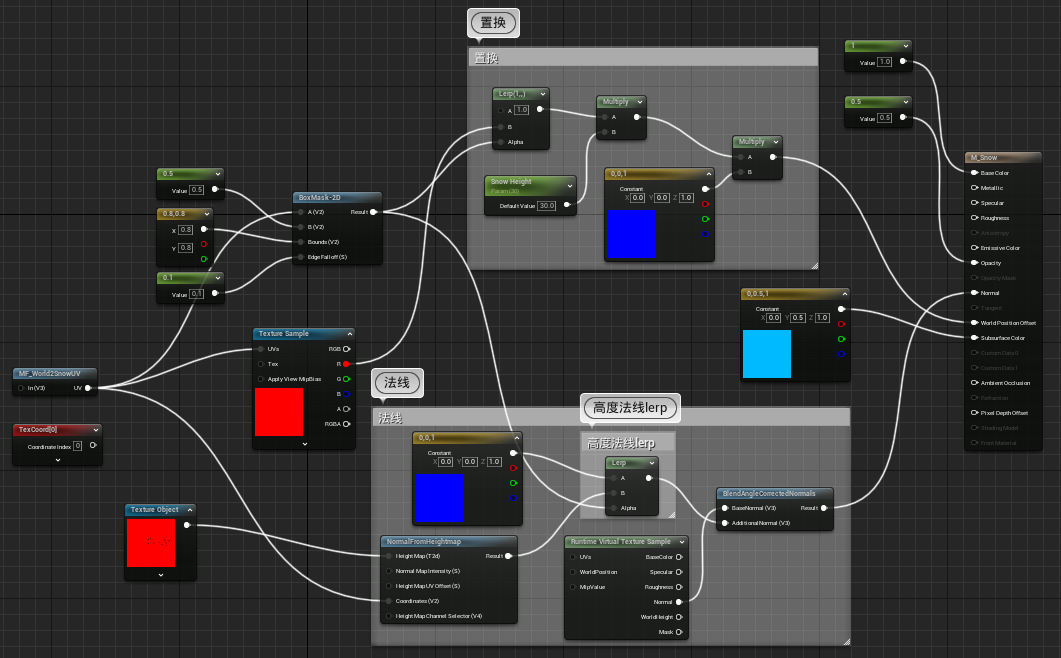 置换
置换
Lerp(1,,)
A 1.0
B
Alpha
Multiply
A
B
Snow Height
Param (30)
Default Value 30.0
0,0,1
Constant
X 0.0 Y 0.0 Z 1.0
Multiply
A
B
1
Value 1.0
0.5
Value 0.5
0.5
Value 0.5
0.8,0.8
X 0.8
Y 0.8
0.1
Value 0.1
BoxMask-2D
A (V2) Result
B (V2)
Bounds (V2)
Edge Falloff (S)
M_Snow
Base Color
Metallic
Specular
Roughness
Anisotropy
Emissive Color
Opacity
Opacity Mask
Normal
Tangent
World Position Offset
Subsurface Color
Custom Data 0
Custom Data 1
Ambient Occlusion
Refraction
Pixel Depth Offset
Shading Model
Front Material
0,0.5,1
Constant
X 0.0 Y 0.5 Z 1.0
Texture Sample
UVs RGB
Tex R
Apply View MipBias G
B
A
RGBA
MF_World2SnowUV
In (V3) UV
TexCoord[0]
Coordinate Index 0
Texture Object
法线
法线
0,0,1
Constant
X 0.0 Y 0.0 Z 1.0
高度法线lerp
高度法线lerp
Lerp
A
B
Alpha
NormalFromHeightmap
Height Map (T2d) Result
Normal Map Intensity (S)
Height Map UV Offset (S)
Coordinates (V2)
Height Map Channel Selector (V4)
Runtime Virtual Texture Sample
UVs BaseColor
WorldPosition Specular
MipValue Roughness
Normal
WorldHeight
Mask
BlendAngleCorrectedNormals
BaseNormal (V3) Result
AdditionalNormal (V3)